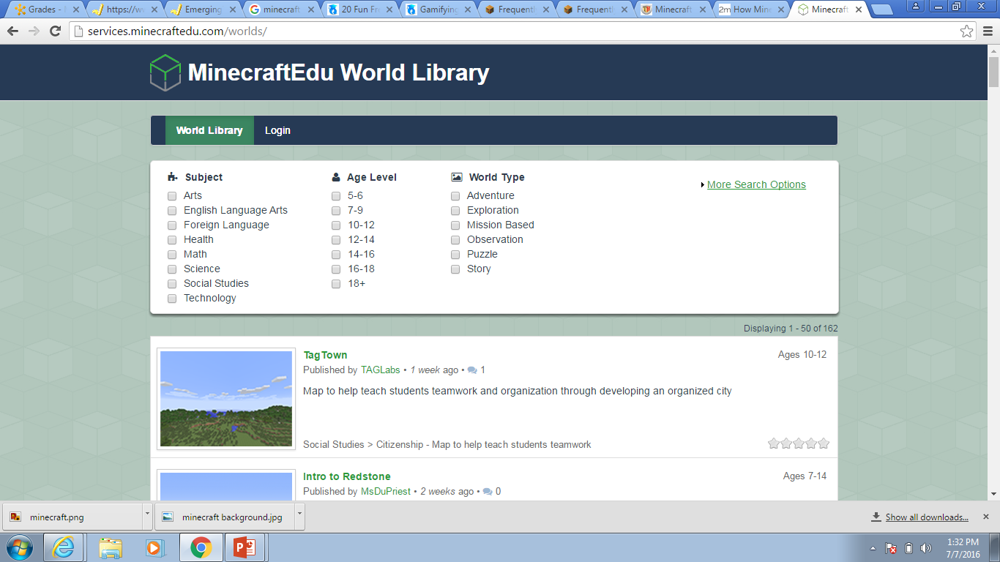 Grades - H
https://wa
Emerging
minecraft
20 Fun Fre
Gamifying
Frequentl
Frequentl
Minecraft
2m How Mine
Minecraft
services.minecraftedu.com/worlds/
MinecraftEdu World Library
World Library Login
Subject
Arts
English Language Arts
Foreign Language
Health
Math
Science
Social Studies
Technology
Age Level
5-6
7-9
10-12
12-14
14-16
16-18
18+
World Type
Adventure
Exploration
Mission Based
Observation
Puzzle
Story
More Search Options
Displaying 1 - 50 of 162
TagTown
Ages 10-12
Published by TAGLabs • 1 week ago • 1
Map to help teach students teamwork and organization through developing an organized city
Social Studies > Citizenship - Map to help teach students teamwork
Intro to Redstone
Ages 7-14
Published by MsDuPriest • 2 weeks ago • 0
minecraft.png
minecraft background.jpg
Show all downloads...
1:32 PM
7/7/2016